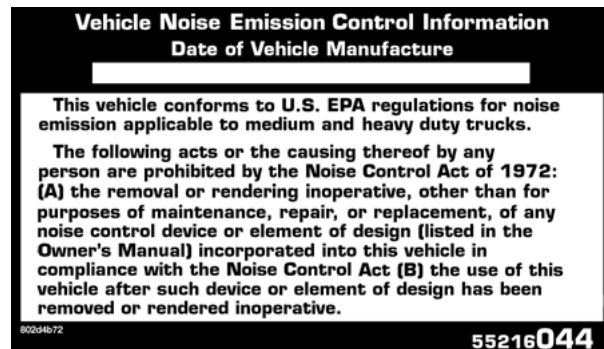 Vehicle Noise Emission Control Information
Date of Vehicle Manufacture
This vehicle conforms to U.S. EPA regulations for noise
emission applicable to medium and heavy duty trucks.
The following acts or the causing thereof by any
person are prohibited by the Noise Control Act of 1972:
(A) the removal or rendering inoperative, other than for
purposes of maintenance, repair, or replacement, of any
noise control device or element of design (listed in the
Owner's Manual) incorporated into this vehicle in
compliance with the Noise Control Act (B) the use of this
vehicle after such device or element of design has been
removed or rendered inoperative.
802d4b72
55216044